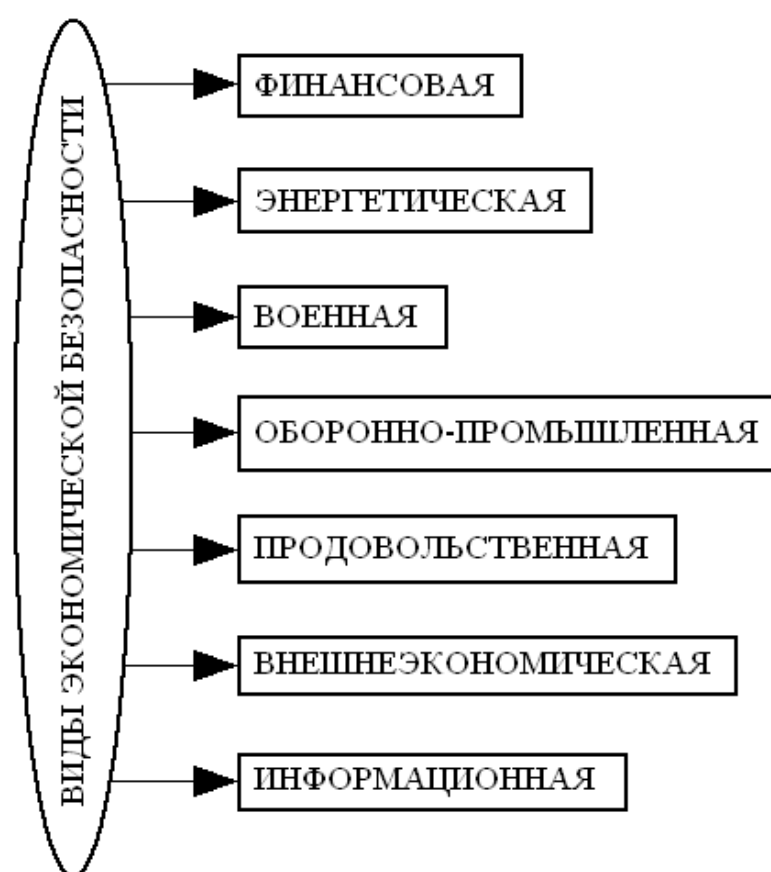 ВИДЫ ЭКОНОМИЧЕСКОЙ БЕЗОПАСНОСТИ
ФИНАНСОВАЯ
ЭНЕРГЕТИЧЕСКАЯ
ВОЕННАЯ
ОБОРОННО-ПРОМЫШЛЕННАЯ
ПРОДОВОЛЬСТВЕННАЯ
ВНЕШНЕЭКОНОМИЧЕСКАЯ
ИНФОРМАЦИОННАЯ